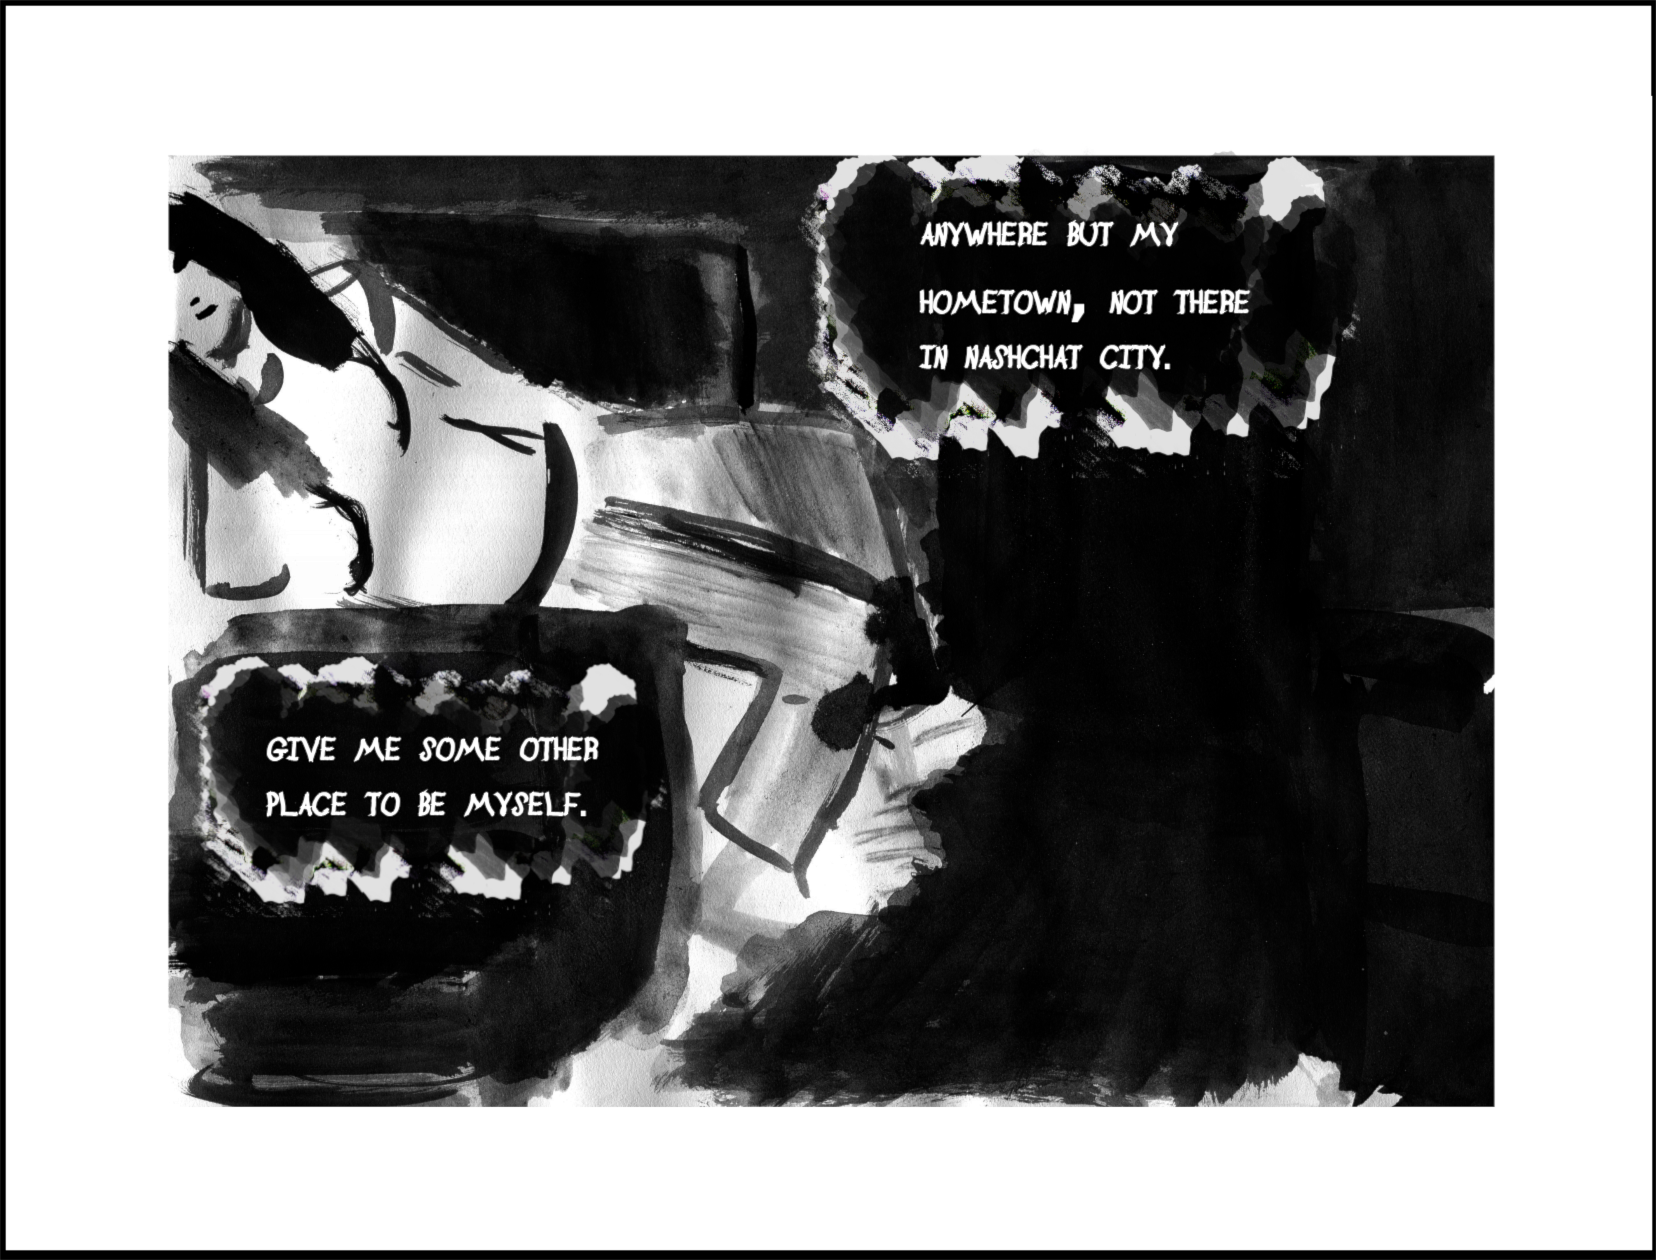 ANYWHERE BUT MY
HOMETOWN, NOT THERE
IN NASHCHAT CITY.
GIVE ME SOME OTHER
PLACE TO BE MYSELF.